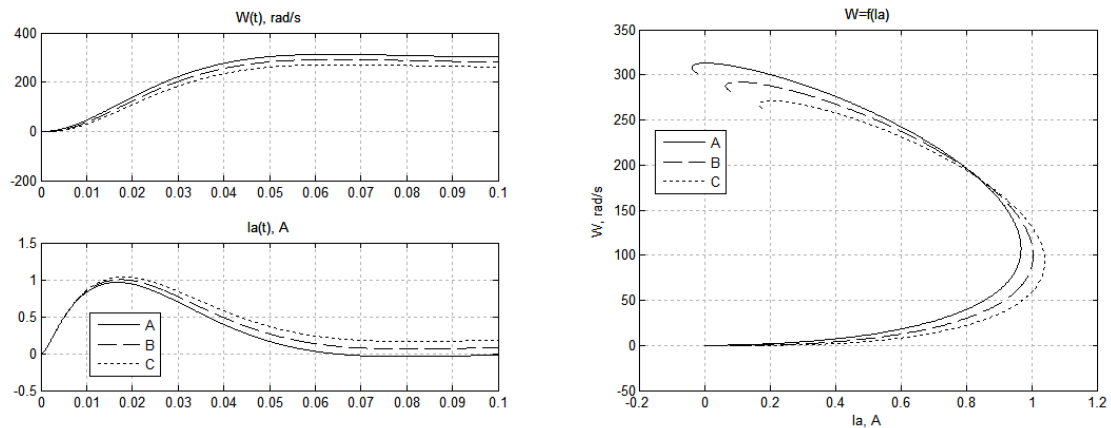 W(t), rad/s
400
200
0
-200
0 0.01 0.02 0.03 0.04 0.05 0.06 0.07 0.08 0.09 0.1
Ia(t), A
1.5
1
0.5
0
-0.5
A
B
C
0 0.01 0.02 0.03 0.04 0.05 0.06 0.07 0.08 0.09 0.1
W=f(Ia)
W, rad/s
350
300
250
200
150
100
50
0
-50
A
B
C
-0.2 0 0.2 0.4 0.6 0.8 1 1.2
Ia, A